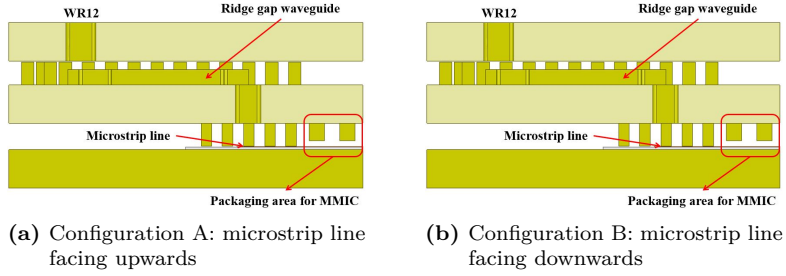 WR12
Ridge gap waveguide
Microstrip line
Packaging area for MMIC
(a) Configuration A: microstrip line
facing upwards
WR12
Ridge gap waveguide
Microstrip line
Packaging area for MMIC
(b) Configuration B: microstrip line
facing downwards